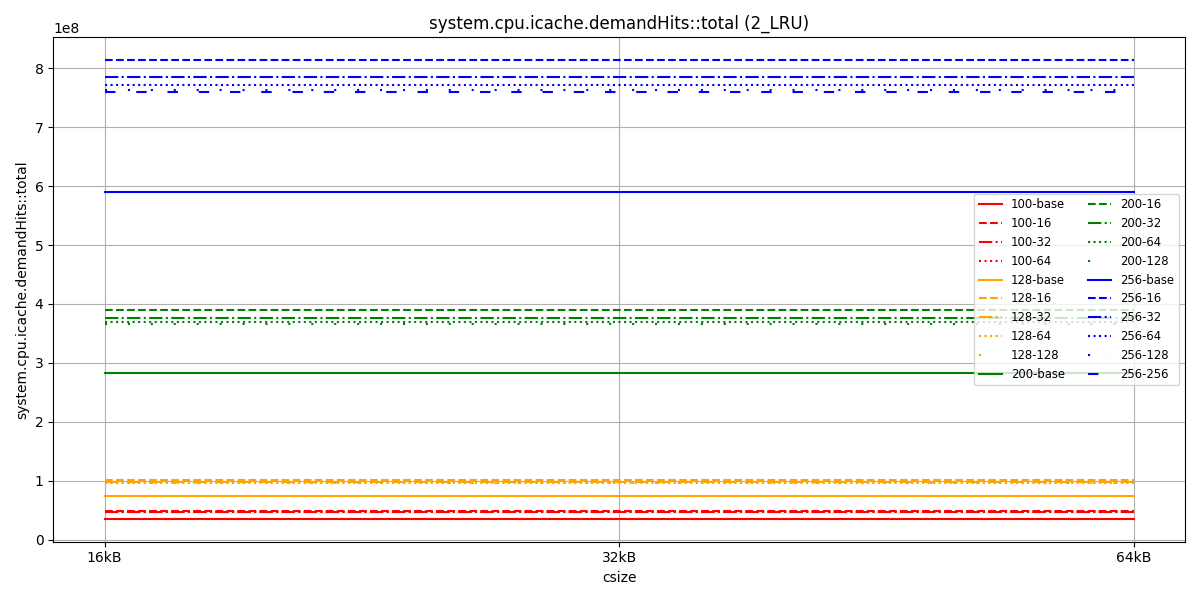 system.cpu.icache.demandHits::total (2_LRU)
1e8
system.cpu.icache.demandHits::total
8
7
6
5
4
3
2
1
0
16kB
32kB
64kB
csize
100-base
100-16
100-32
100-64
128-base
128-16
128-32
128-64
128-128
200-base
200-16
200-32
200-64
200-128
256-base
256-16
256-32
256-64
256-128
256-256